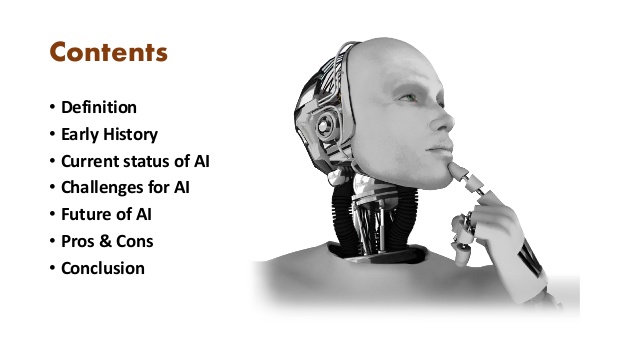 Contents
• Definition
• Early History
• Current status of AI
• Challenges for AI
• Future of AI
• Pros & Cons
• Conclusion